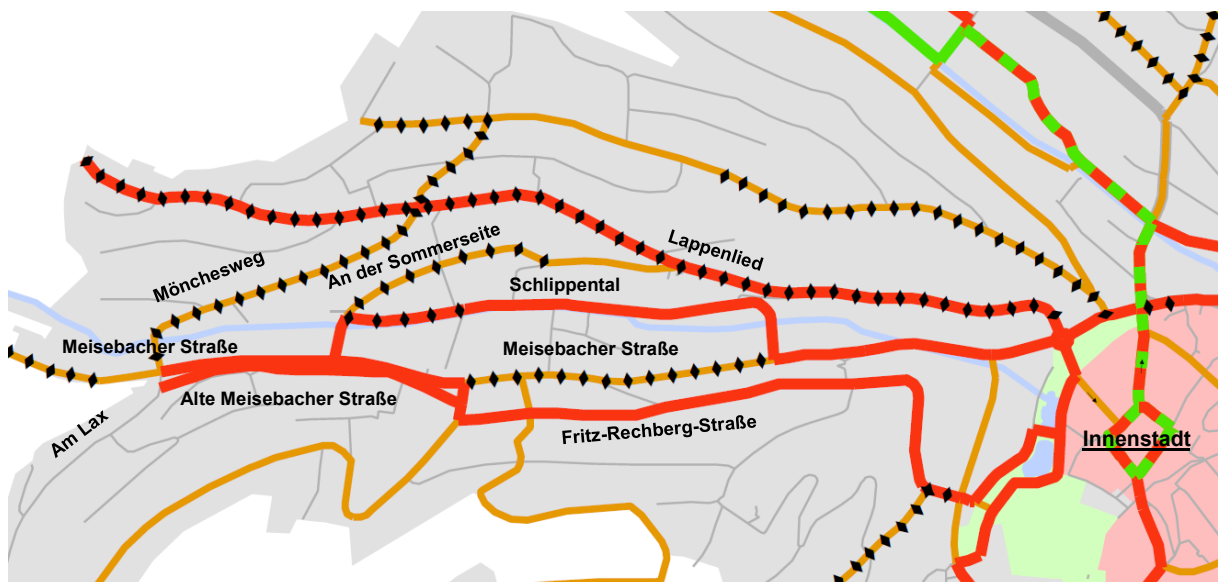 Mönchesweg
An der Sommerseite
Lappenlied
Schlippental
Meisebacher Straße
Meisebacher Straße
Alte Meisebacher Straße
Am Lax
Fritz-Rechberg-Straße
Innenstadt